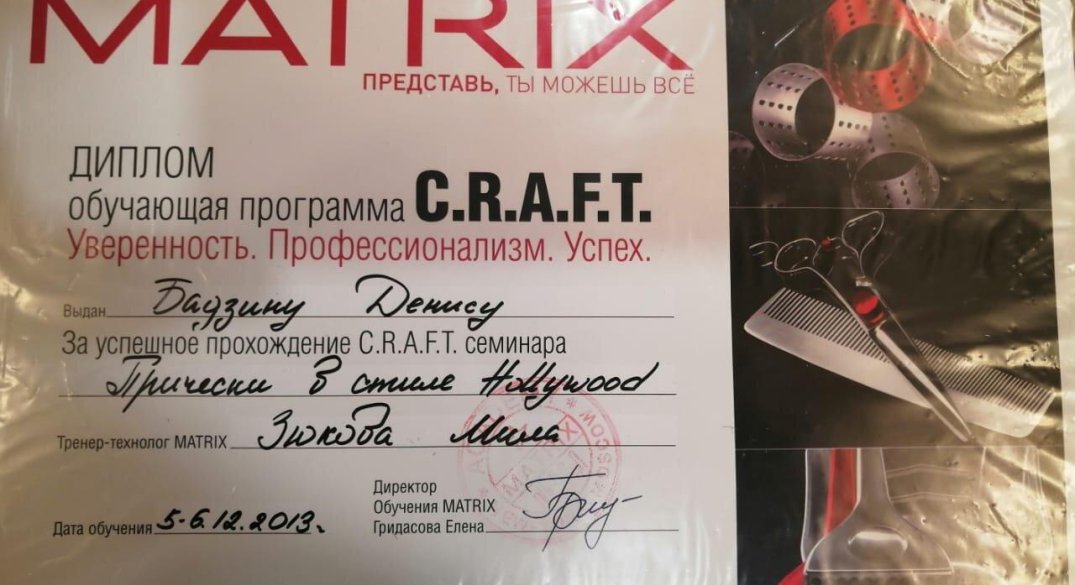 MATRIX
ПРЕДСТАВЬ, ТЫ МОЖЕШЬ ВСЁ
ДИПЛОМ
обучающая программа C.R.A.F.T.
Уверенность. Профессионализм. Успех.
Выдан Бадзину Денису
За успешное прохождение C.R.A.F.T. семинара
Прически в стиле Hollywood
Тренер-технолог MATRIX Зюкова Мила
Директор
Обучения MATRIX
Гридасова Елена
Дата обучения 5-6.12.2013г.